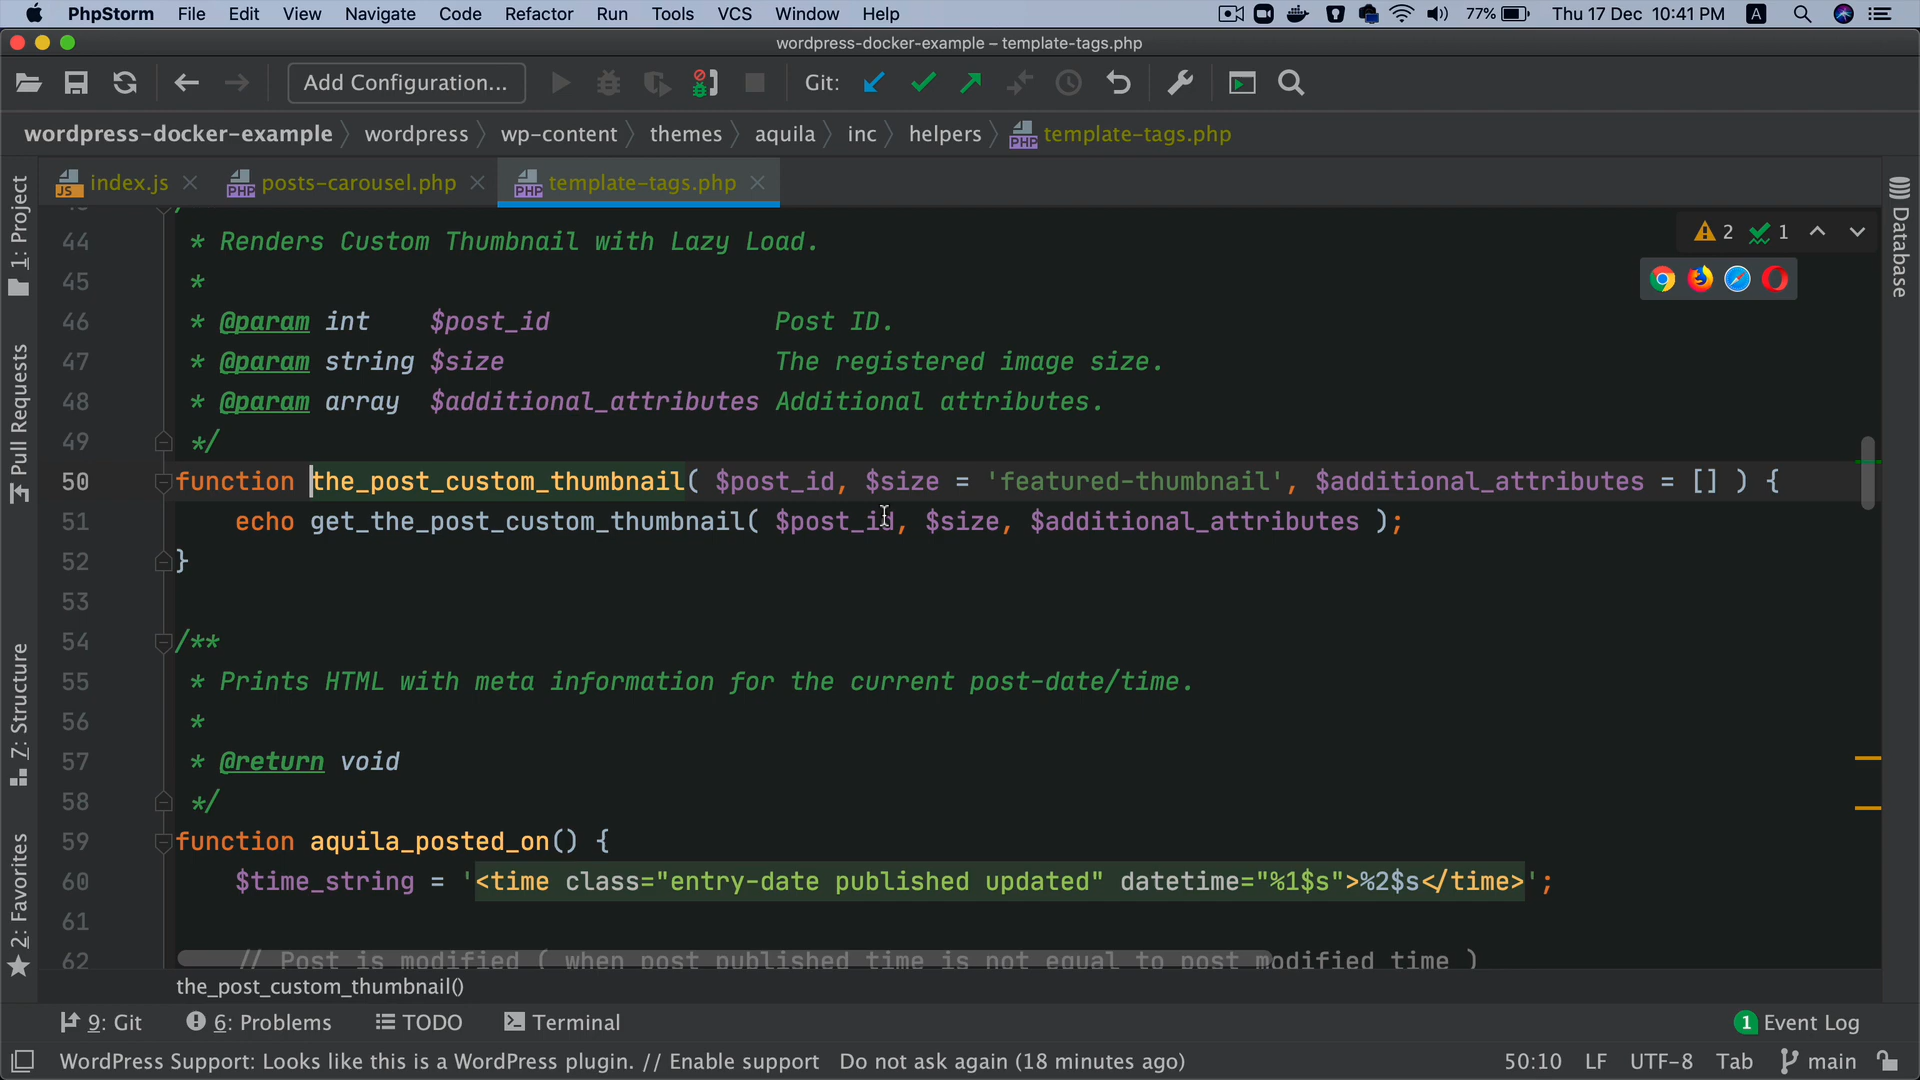 PhpStorm File Edit View Navigate Code Refactor Run Tools VCS Window Help 77% Thu 17 Dec 10:41 PM A
wordpress-docker-example – template-tags.php
Add Configuration... Git:
wordpress-docker-example wordpress wp-content themes aquila inc helpers template-tags.php
index.js posts-carousel.php template-tags.php
1: Project
Pull Requests
7: Structure
2: Favorites
Database
2 1
44 * Renders Custom Thumbnail with Lazy Load.
45 *
46 * @param int $post_id Post ID.
47 * @param string $size The registered image size.
48 * @param array $additional_attributes Additional attributes.
49 */
50 function the_post_custom_thumbnail( $post_id, $size = 'featured-thumbnail', $additional_attributes = [] ) {
51 echo get_the_post_custom_thumbnail( $post_id, $size, $additional_attributes );
52 }
53
54 /**
55 * Prints HTML with meta information for the current post-date/time.
56 *
57 * @return void
58 */
59 function aquila_posted_on() {
60 $time_string = '<time class="entry-date published updated" datetime="%1$s">%2$s</time>';
61
62 // Post is modified ( when post published time is not equal to post modified time )
the_post_custom_thumbnail()
9: Git 6: Problems TODO Terminal 1 Event Log
WordPress Support: Looks like this is a WordPress plugin. // Enable support Do not ask again (18 minutes ago) 50:10 LF UTF-8 Tab main